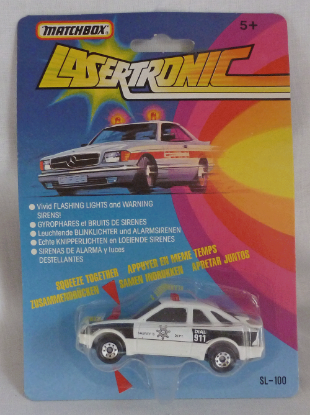 MATCHBOX
5+
LASERTRONIC
● Vivid FLASHING LIGHTS and WARNING
SIRENS!
● GYROPHARES et BRUITS DE SIRENES
● Leuchtende BLINKLICHTER und ALARMSIRENEN
● Echte KNIPPERLICHTEN en LOEIENDE SIRENES
● SIRENAS DE ALARMA y luces
DESTELLANTES
SQUEEZE TOGETHER APPUYER EN MEME TEMPS
ZUSAMMENDRÜCKEN SAMEN INDRUKKEN APRETAR JUNTOS
DIAL
911
SL-100